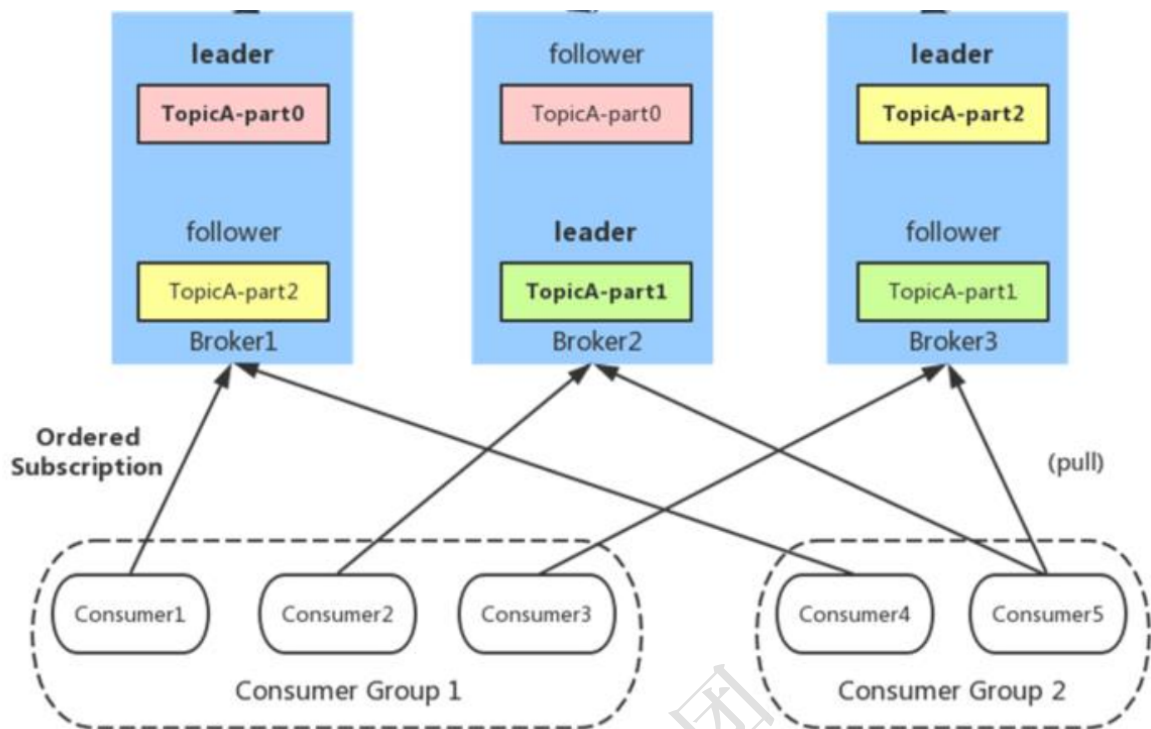 leader
follower
leader
TopicA-part0
TopicA-part0
TopicA-part2
follower
leader
follower
TopicA-part2
TopicA-part1
TopicA-part1
Broker1
Broker2
Broker3
Ordered
Subscription
(pull)
Consumer1
Consumer2
Consumer3
Consumer4
Consumer5
Consumer Group 1
Consumer Group 2
团